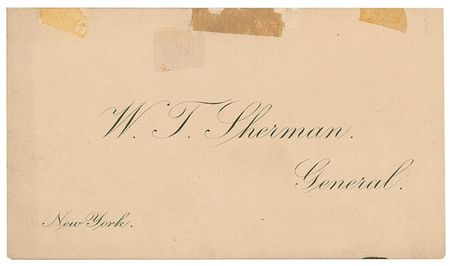 W. T. Sherman.
General.
New York.